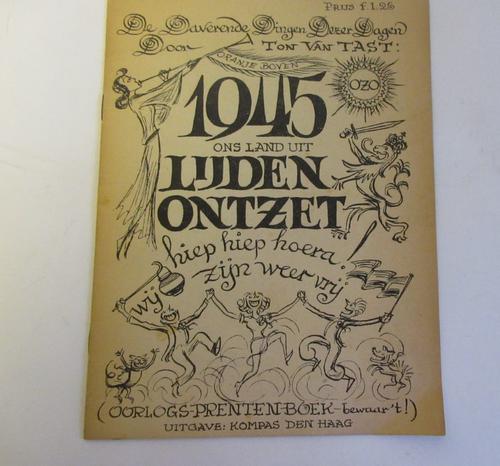 Prijs f. 1.25
De Daverende Dingen Dezer Dagen
Door Ton Van Tast:
ORANJE BOVEN
OZO
1945
ONS LAND UIT
LIJDEN
ONTZET!
hiep hiep hoera!
wij zijn weer vrij
(OORLOGS-PRENTEN-BOEK - bewaar 't!)
UITGAVE: KOMPAS DEN HAAG